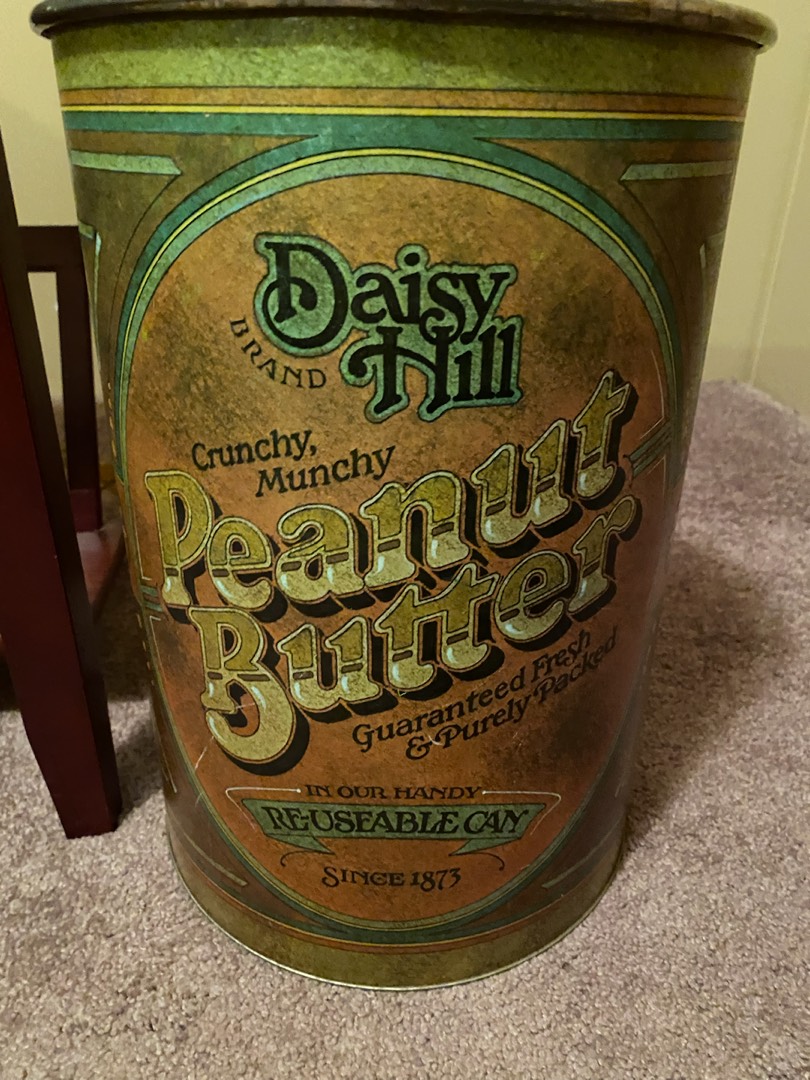 Daisy
Hill
BRAND
Crunchy,
Munchy
Peanut
Butter
Guaranteed Fresh
& Purely Packed
IN OUR HANDY
RE-USEABLE CAN
SINCE 1873